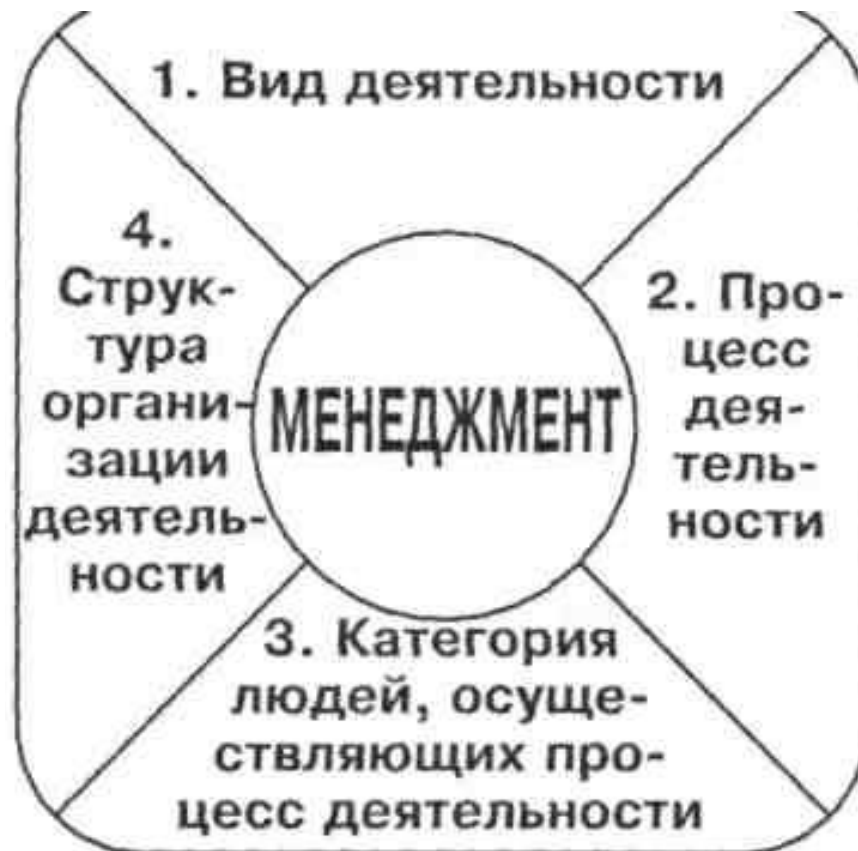 1. Вид деятельности
4.
Струк-
тура
органи-
зации
деятель-
ности
МЕНЕДЖМЕНТ
2. Про-
цесс
дея-
тель-
ности
3. Категория
людей, осуще-
ствляющих про-
цесс деятельности